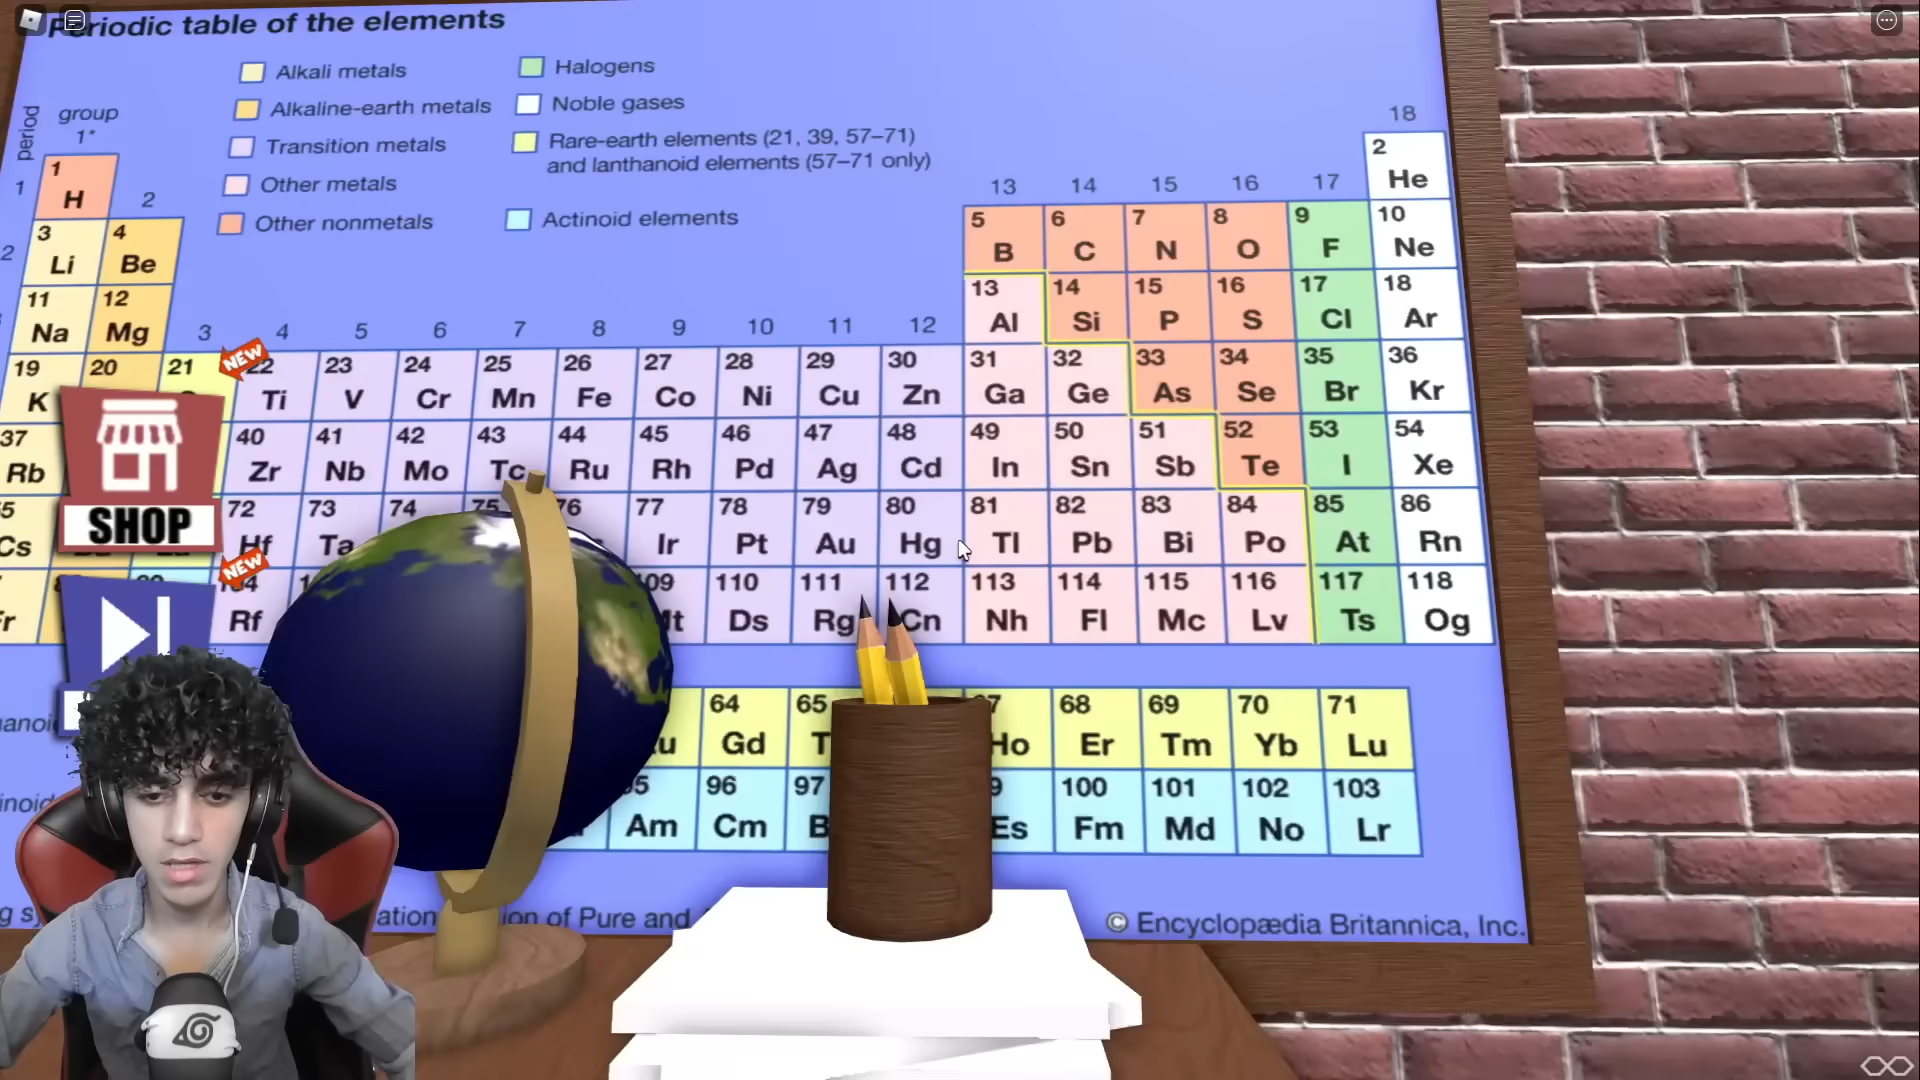 Periodic table of the elements
Alkali metals
Alkaline-earth metals
Transition metals
Other metals
Other nonmetals
Halogens
Noble gases
Rare-earth elements (21, 39, 57–71)
and lanthanoid elements (57–71 only)
Actinoid elements
period
group
1* 2 3 4 5 6 7 8 9 10 11 12 13 14 15 16 17 18
1 1 2
H He
2 3 4 5 6 7 8 9 10
Li Be B C N O F Ne
11 12 13 14 15 16 17 18
Na Mg Al Si P S Cl Ar
19 20 21 22 23 24 25 26 27 28 29 30 31 32 33 34 35 36
K Ti V Cr Mn Fe Co Ni Cu Zn Ga Ge As Se Br Kr
37 40 41 42 43 44 45 46 47 48 49 50 51 52 53 54
Rb Zr Nb Mo Tc Ru Rh Pd Ag Cd In Sn Sb Te I Xe
72 73 74 75 76 77 78 79 80 81 82 83 84 85 86
Cs Hf Ta Ir Pt Au Hg Tl Pb Bi Po At Rn
110 111 112 113 114 115 116 117 118
Rf Ds Rg Cn Nh Fl Mc Lv Ts Og
64 65 68 69 70 71
Gd Ho Er Tm Yb Lu
96 97 100 101 102 103
Am Cm Es Fm Md No Lr
of Pure and
© Encyclopædia Britannica, Inc.
NEW
SHOP
NEW